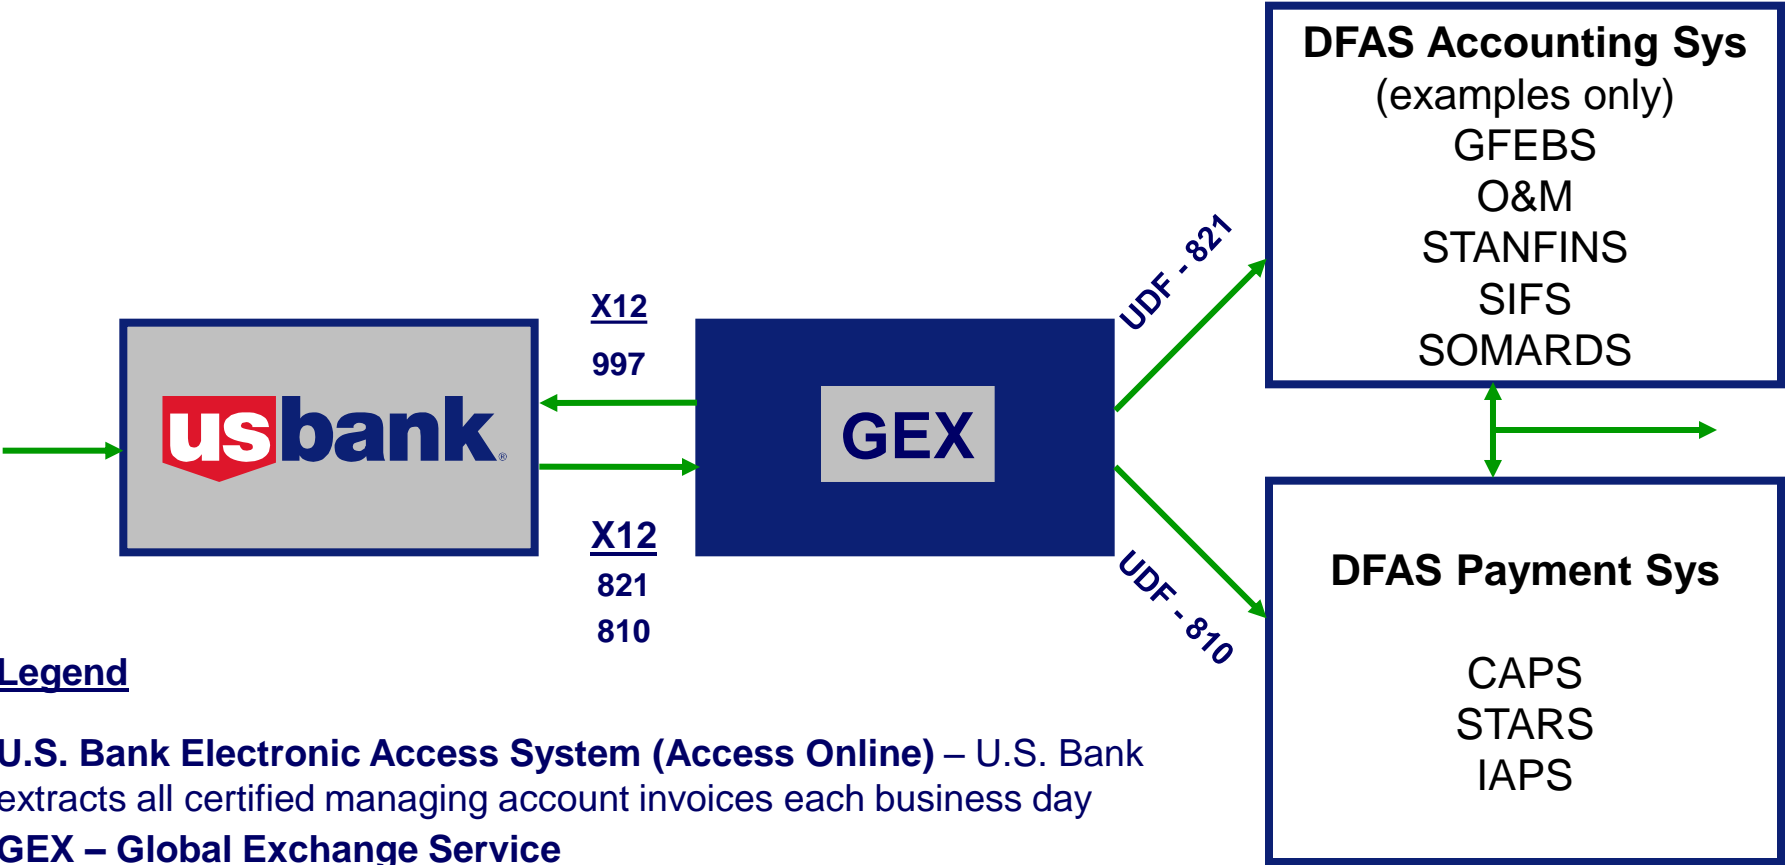 DFAS Accounting Sys
(examples only)
GFEBS
O&M
STANFINS
SIFS
SOMARDS
UDF - 821
X12
997
usbank®
GEX
X12
821
810
UDF - 810
DFAS Payment Sys
CAPS
STARS
IAPS
Legend
U.S. Bank Electronic Access System (Access Online) – U.S. Bank
extracts all certified managing account invoices each business day
GEX – Global Exchange Service